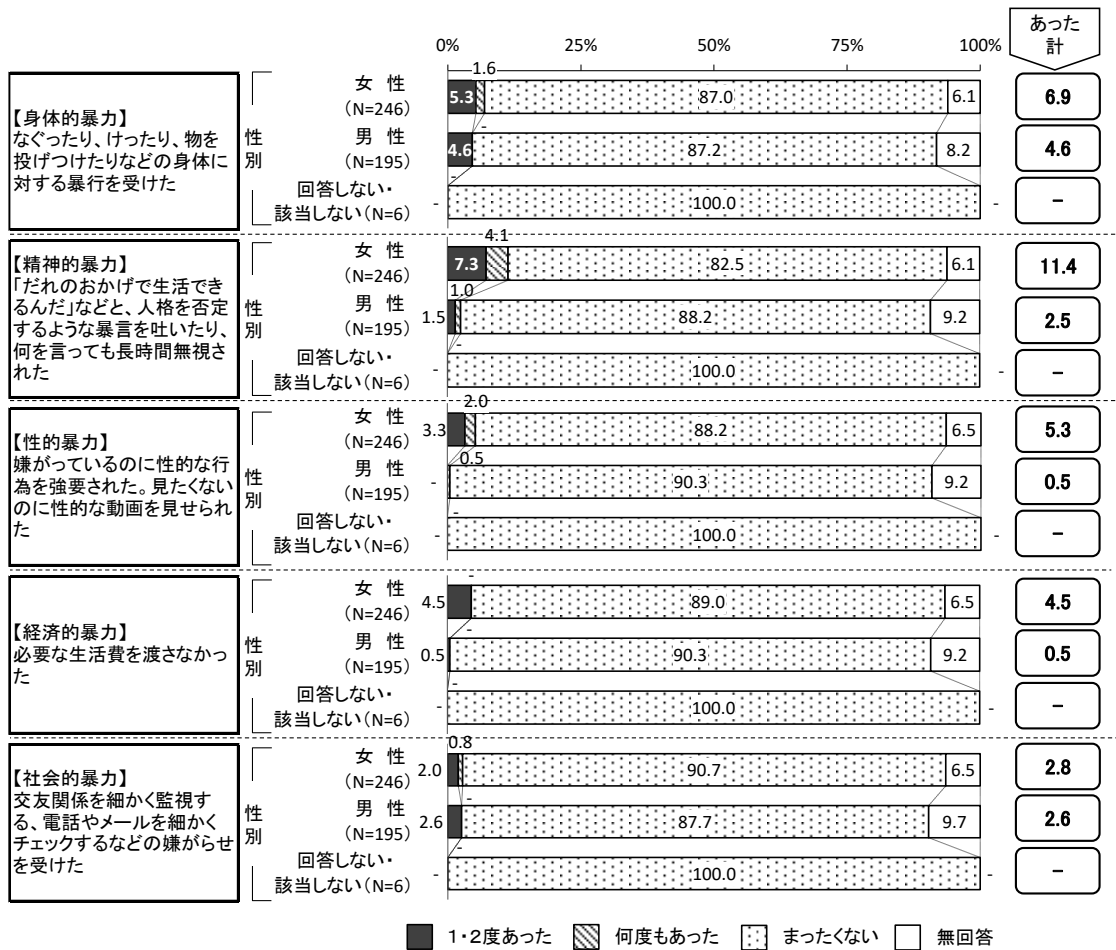 あった
計
0% 25% 50% 75% 100%
【身体的暴力】
なぐったり、けったり、物を
投げつけたりなどの身体に
対する暴行を受けた
性
別
1.6
女 性
(N=246)
5.3 87.0 6.1 6.9
-
男 性
(N=195)
4.6 87.2 8.2 4.6
-
回答しない・
該当しない(N=6)
- 100.0 - －
【精神的暴力】
「だれのおかげで生活でき
るんだ」などと、人格を否定
するような暴言を吐いたり、
何を言っても長時間無視さ
れた
性
別
4.1
女 性
(N=246)
7.3 82.5 6.1 11.4
1.0
男 性
(N=195)
1.5 88.2 9.2 2.5
-
回答しない・
該当しない(N=6)
- 100.0 - －
【性的暴力】
嫌がっているのに性的な行
為を強要された。見たくない
のに性的な動画を見せられ
た
性
別
2.0
女 性
(N=246)
3.3 88.2 6.5 5.3
0.5
男 性
(N=195)
- 90.3 9.2 0.5
-
回答しない・
該当しない(N=6)
- 100.0 - －
【経済的暴力】
必要な生活費を渡さなかっ
た
性
別
-
女 性
(N=246)
4.5 89.0 6.5 4.5
-
男 性
(N=195)
0.5 90.3 9.2 0.5
-
回答しない・
該当しない(N=6)
- 100.0 - －
【社会的暴力】
交友関係を細かく監視す
る、電話やメールを細かく
チェックするなどの嫌がらせ
を受けた
性
別
0.8
女 性
(N=246)
2.0 90.7 6.5 2.8
-
男 性
(N=195)
2.6 87.7 9.7 2.6
-
回答しない・
該当しない(N=6)
- 100.0 - －
1・2度あった 何度もあった まったくない 無回答